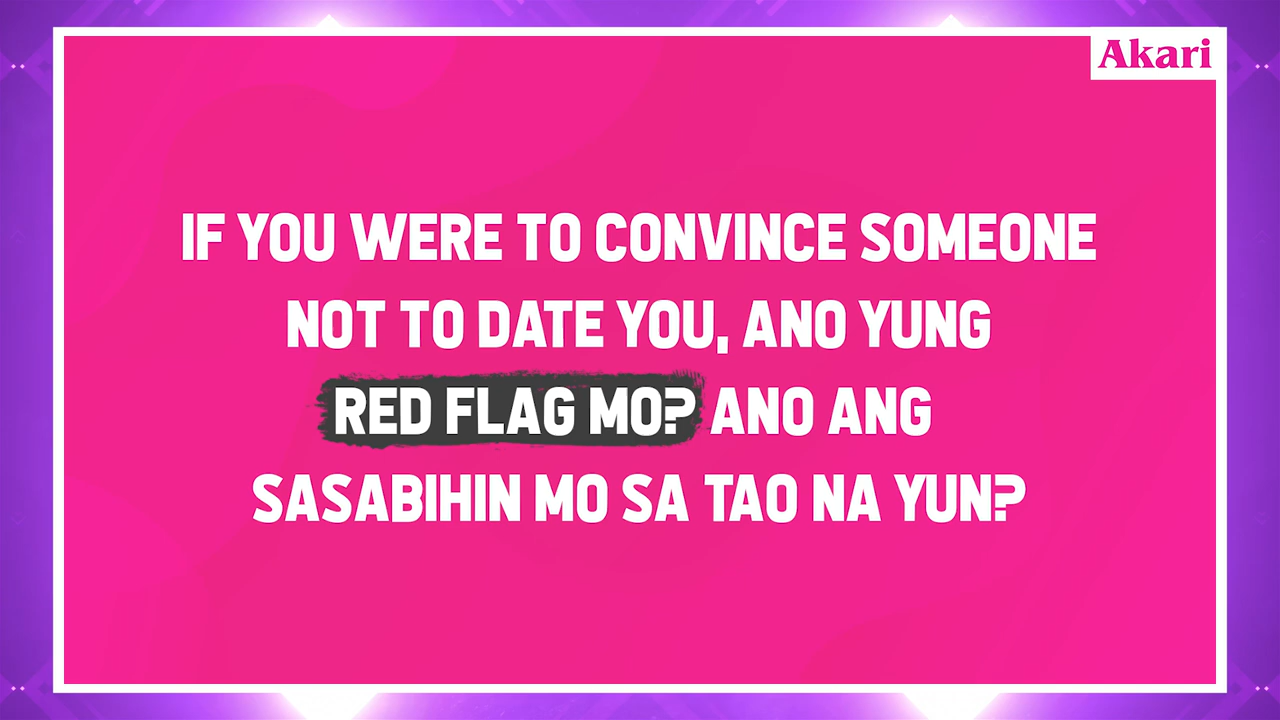 Akari
IF YOU WERE TO CONVINCE SOMEONE
NOT TO DATE YOU, ANO YUNG
RED FLAG MO? ANO ANG
SASABIHIN MO SA TAO NA YUN?